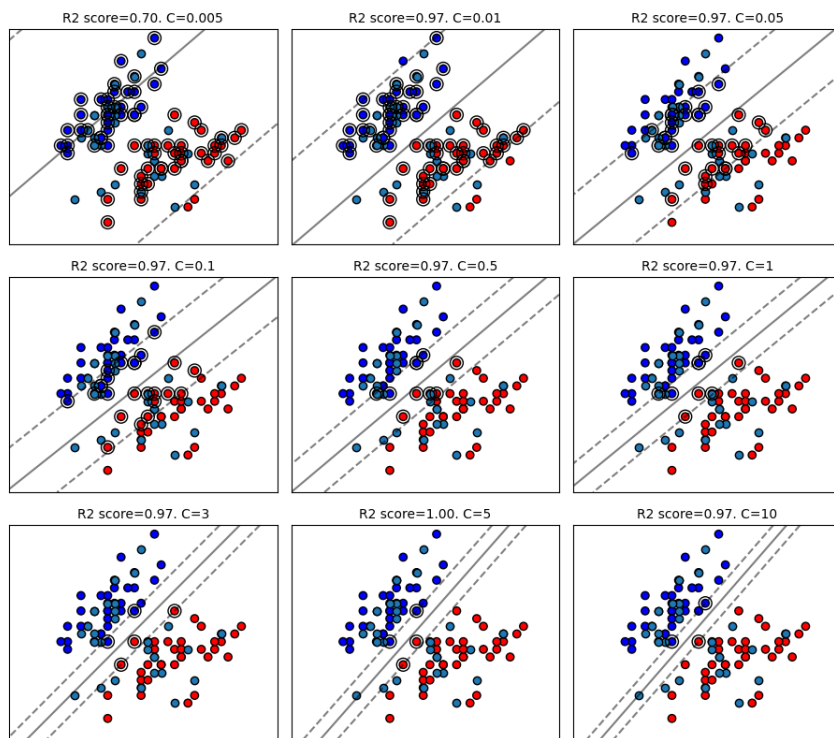 R2 score=0.70. C=0.005
R2 score=0.97. C=0.01
R2 score=0.97. C=0.05
R2 score=0.97. C=0.1
R2 score=0.97. C=0.5
R2 score=0.97. C=1
R2 score=0.97. C=3
R2 score=1.00. C=5
R2 score=0.97. C=10